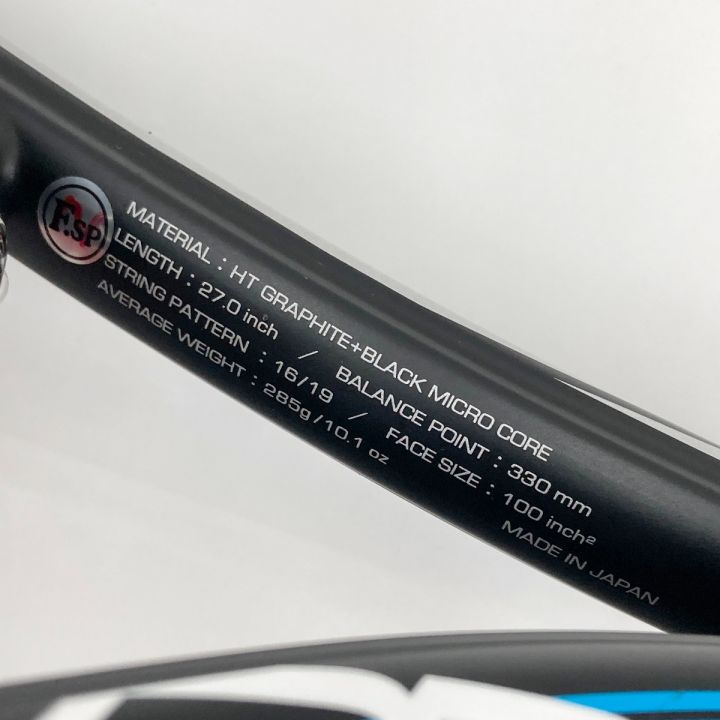 F.SP
MATERIAL : HT GRAPHITE+BLACK MICRO CORE
LENGTH : 27.0 inch / BALANCE POINT : 330 mm
STRING PATTERN : 16/19 / FACE SIZE : 100 inch²
AVERAGE WEIGHT : 285g/10.1 oz
MADE IN JAPAN